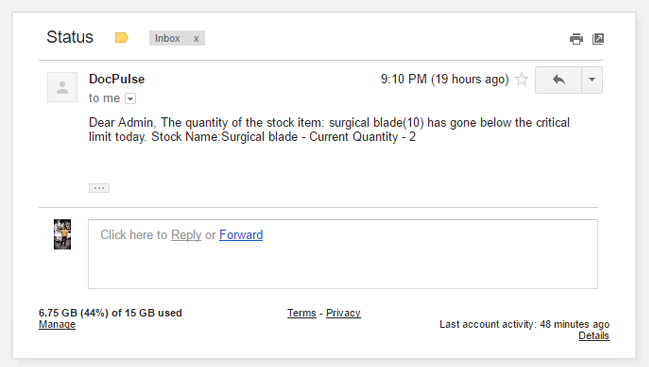 Status
Inbox x
DocPulse
9:10 PM (19 hours ago)
to me
Dear Admin, The quantity of the stock item: surgical blade(10) has gone below the critical
limit today. Stock Name:Surgical blade - Current Quantity - 2
Click here to Reply or Forward
6.75 GB (44%) of 15 GB used
Manage
Terms - Privacy
Last account activity: 48 minutes ago
Details